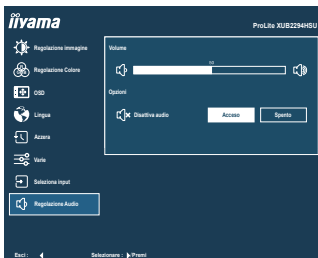 iiyama
ProLite XUB2294HSU
Regolazione immagine
Regolazione Colore
OSD
Lingua
Azzera
Varie
Seleziona input
Regolazione Audio
Volume
50
Opzioni
Disattiva audio
Acceso
Spento
Esci :
Selezionare :
Premi